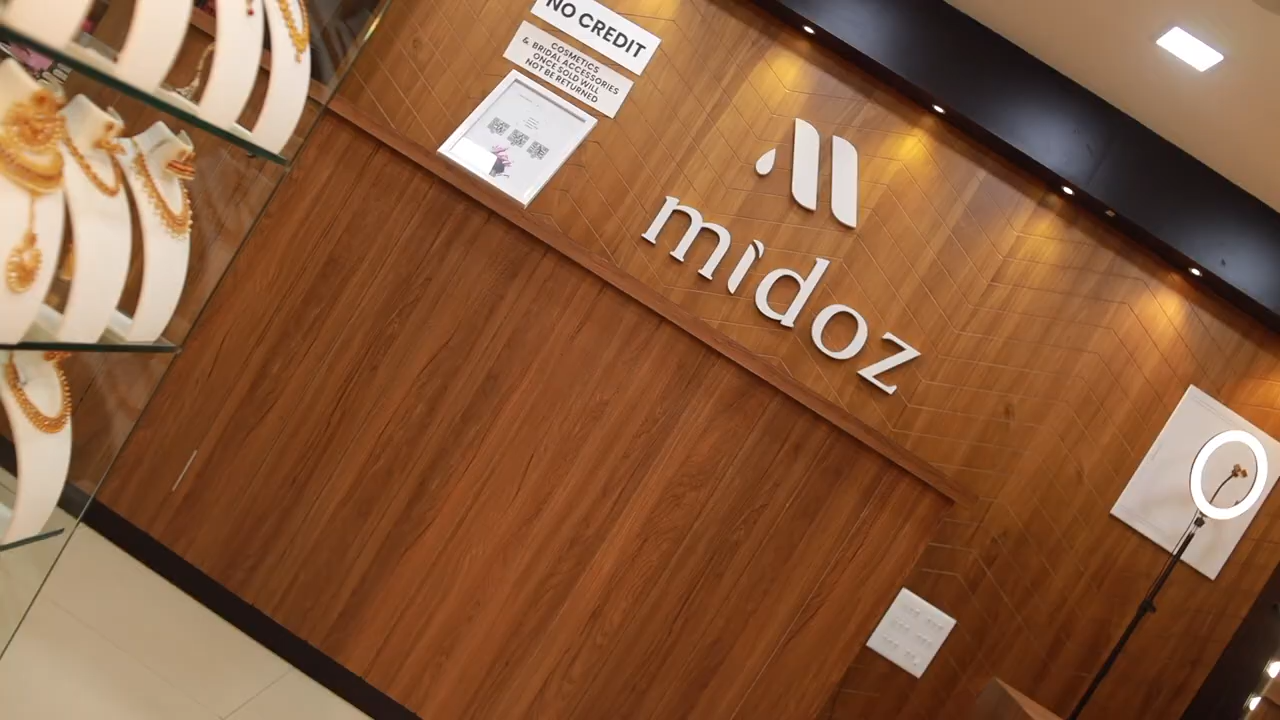 NO CREDIT
COSMETICS
& BRIDAL ACCESSORIES
ONCE SOLD WILL
NOT BE RETURNED
midoz